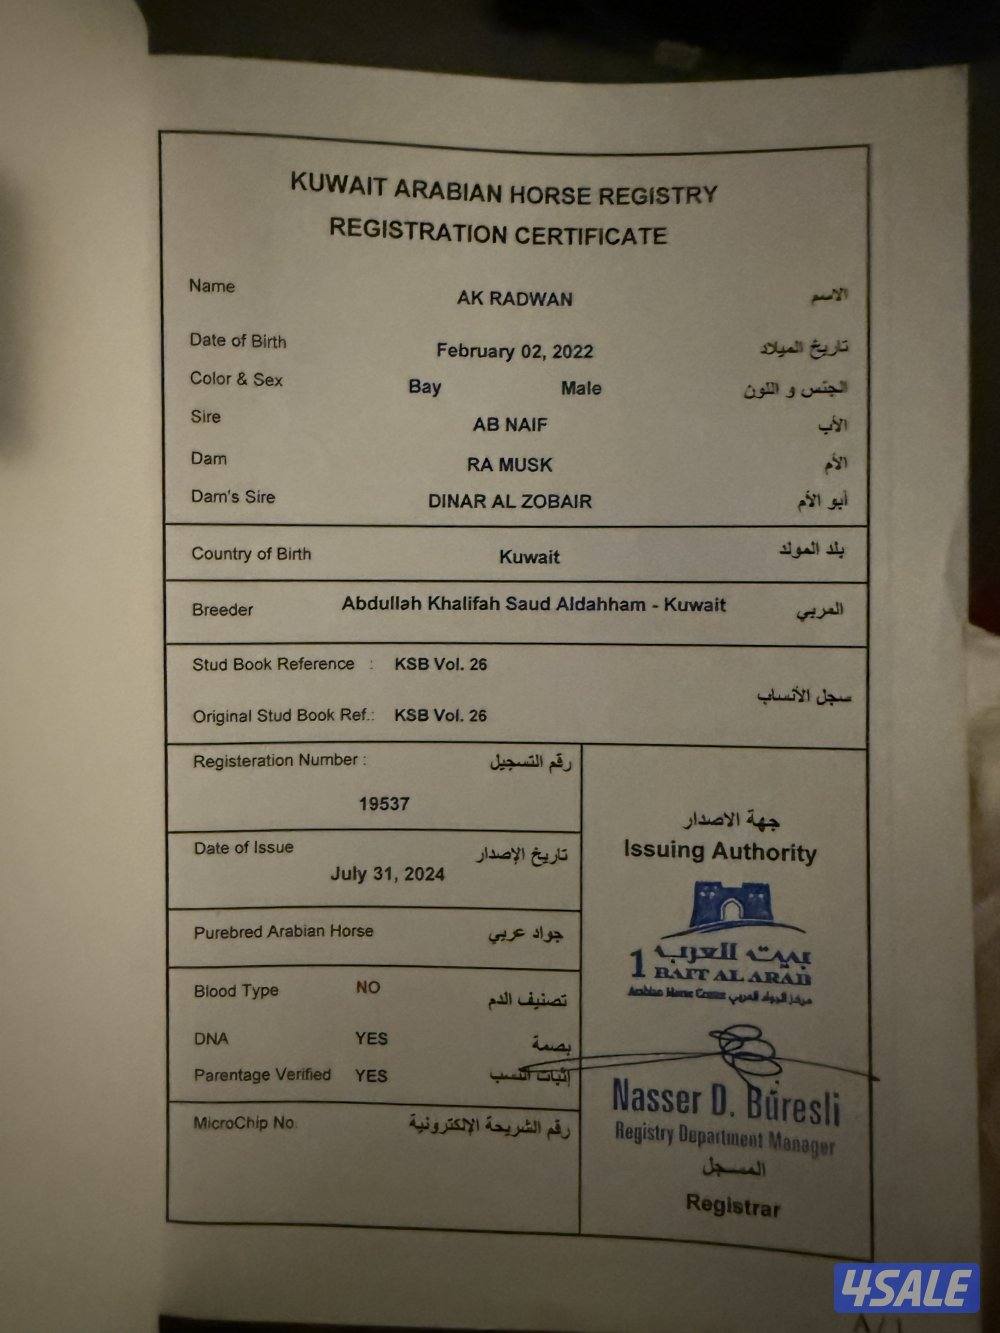 KUWAIT ARABIAN HORSE REGISTRY
REGISTRATION CERTIFICATE
Name AK RADWAN الاسم
Date of Birth February 02, 2022 تاريخ الميلاد
Color & Sex Bay Male الجنس و اللون
Sire AB NAIF الأب
Dam RA MUSK الأم
Dam's Sire DINAR AL ZOBAIR أبو الأم
Country of Birth Kuwait بلد المولد
Breeder Abdullah Khalifah Saud Aldahham - Kuwait المربي
Stud Book Reference : KSB Vol. 26
سجل الأنساب
Original Stud Book Ref.: KSB Vol. 26
Registeration Number : رقم التسجيل
19537
Date of Issue تاريخ الإصدار
July 31, 2024
Purebred Arabian Horse جواد عربي
Blood Type NO تصنيف الدم
DNA YES بصمة
Parentage Verified YES إثبات النسب
MicroChip No. رقم الشريحة الإلكترونية
جهة الاصدار
Issuing Authority
بيت العرب
1 BAIT AL ARAB
Arabian Horse Center مركز الجواد العربي
Nasser D. Buresli
Registry Department Manager
المسجل
Registrar
4SALE